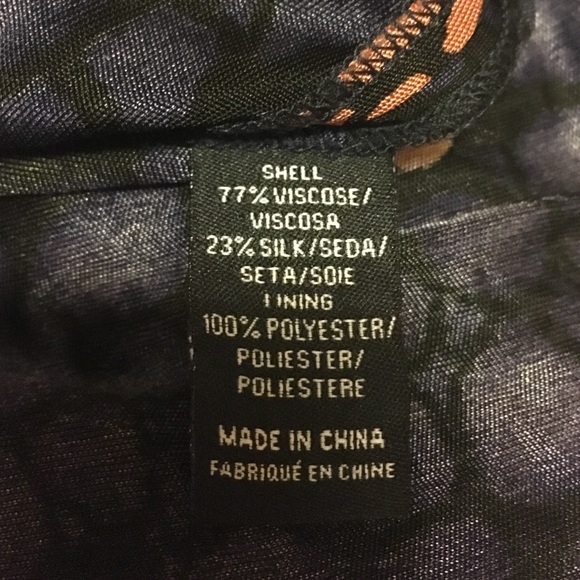 SHELL
77% VISCOSE/
VISCOSA
23% SILK/SEDA/
SETA/SOIE
LINING
100% POLYESTER/
POLIESTER/
POLIESTERE
MADE IN CHINA
FABRIQUÉ EN CHINE